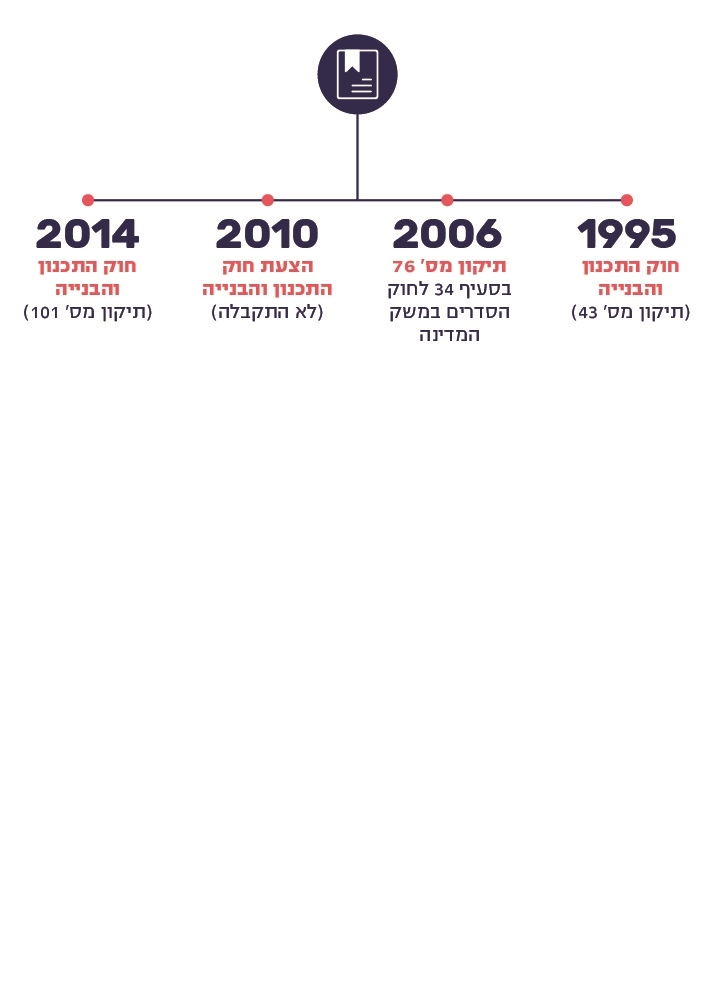 1995
חוק התכנון
והבנייה
(תיקון מס' 43)
2006
תיקון מס' 76
בסעיף 34 לחוק
הסדרים במשק
המדינה
2010
הצעת חוק
התכנון והבנייה
(לא התקבלה)
2014
חוק התכנון
והבנייה
(תיקון מס' 101)